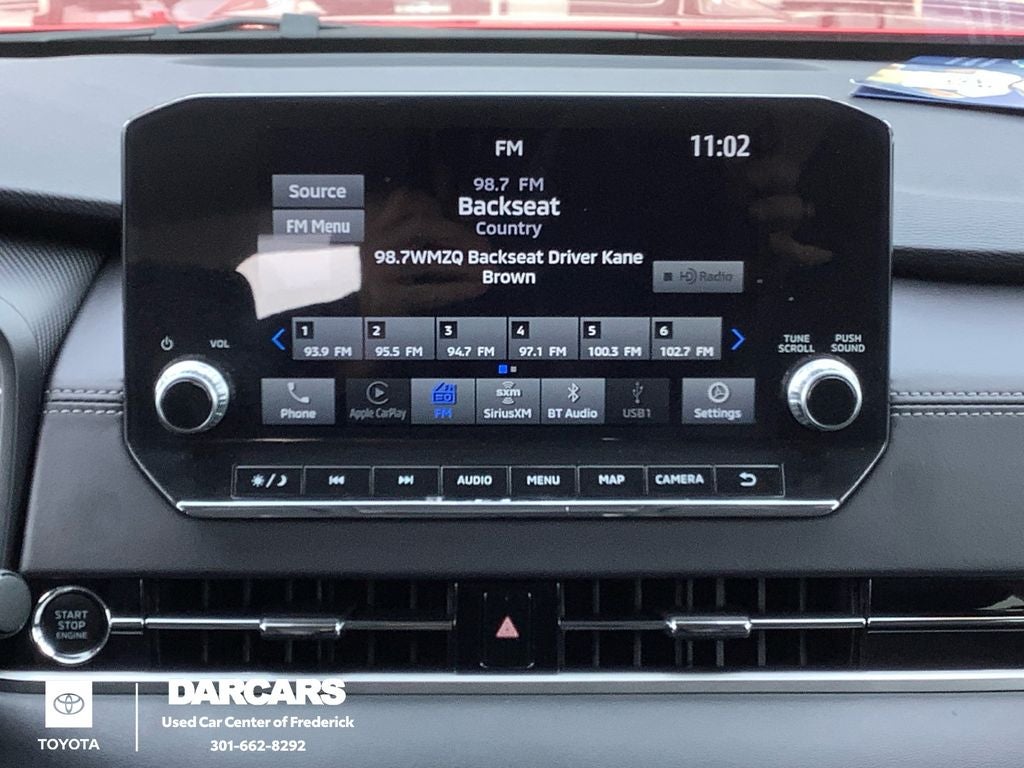 FM
11:02
98.7 FM
Source
Backseat
FM Menu
Country
98.7WMZQ Backseat Driver Kane
Brown
HD Radio
1 2 3 4 5 6
93.9 FM 95.5 FM 94.7 FM 97.1 FM 100.3 FM 102.7 FM
VOL
TUNE
SCROLL
PUSH
SOUND
Phone
Apple CarPlay
FM
sxm
SiriusXM
BT Audio
USB1
Settings
AUDIO MENU MAP CAMERA
START
STOP
ENGINE
TOYOTA
DARCARS
Used Car Center of Frederick
301-662-8292